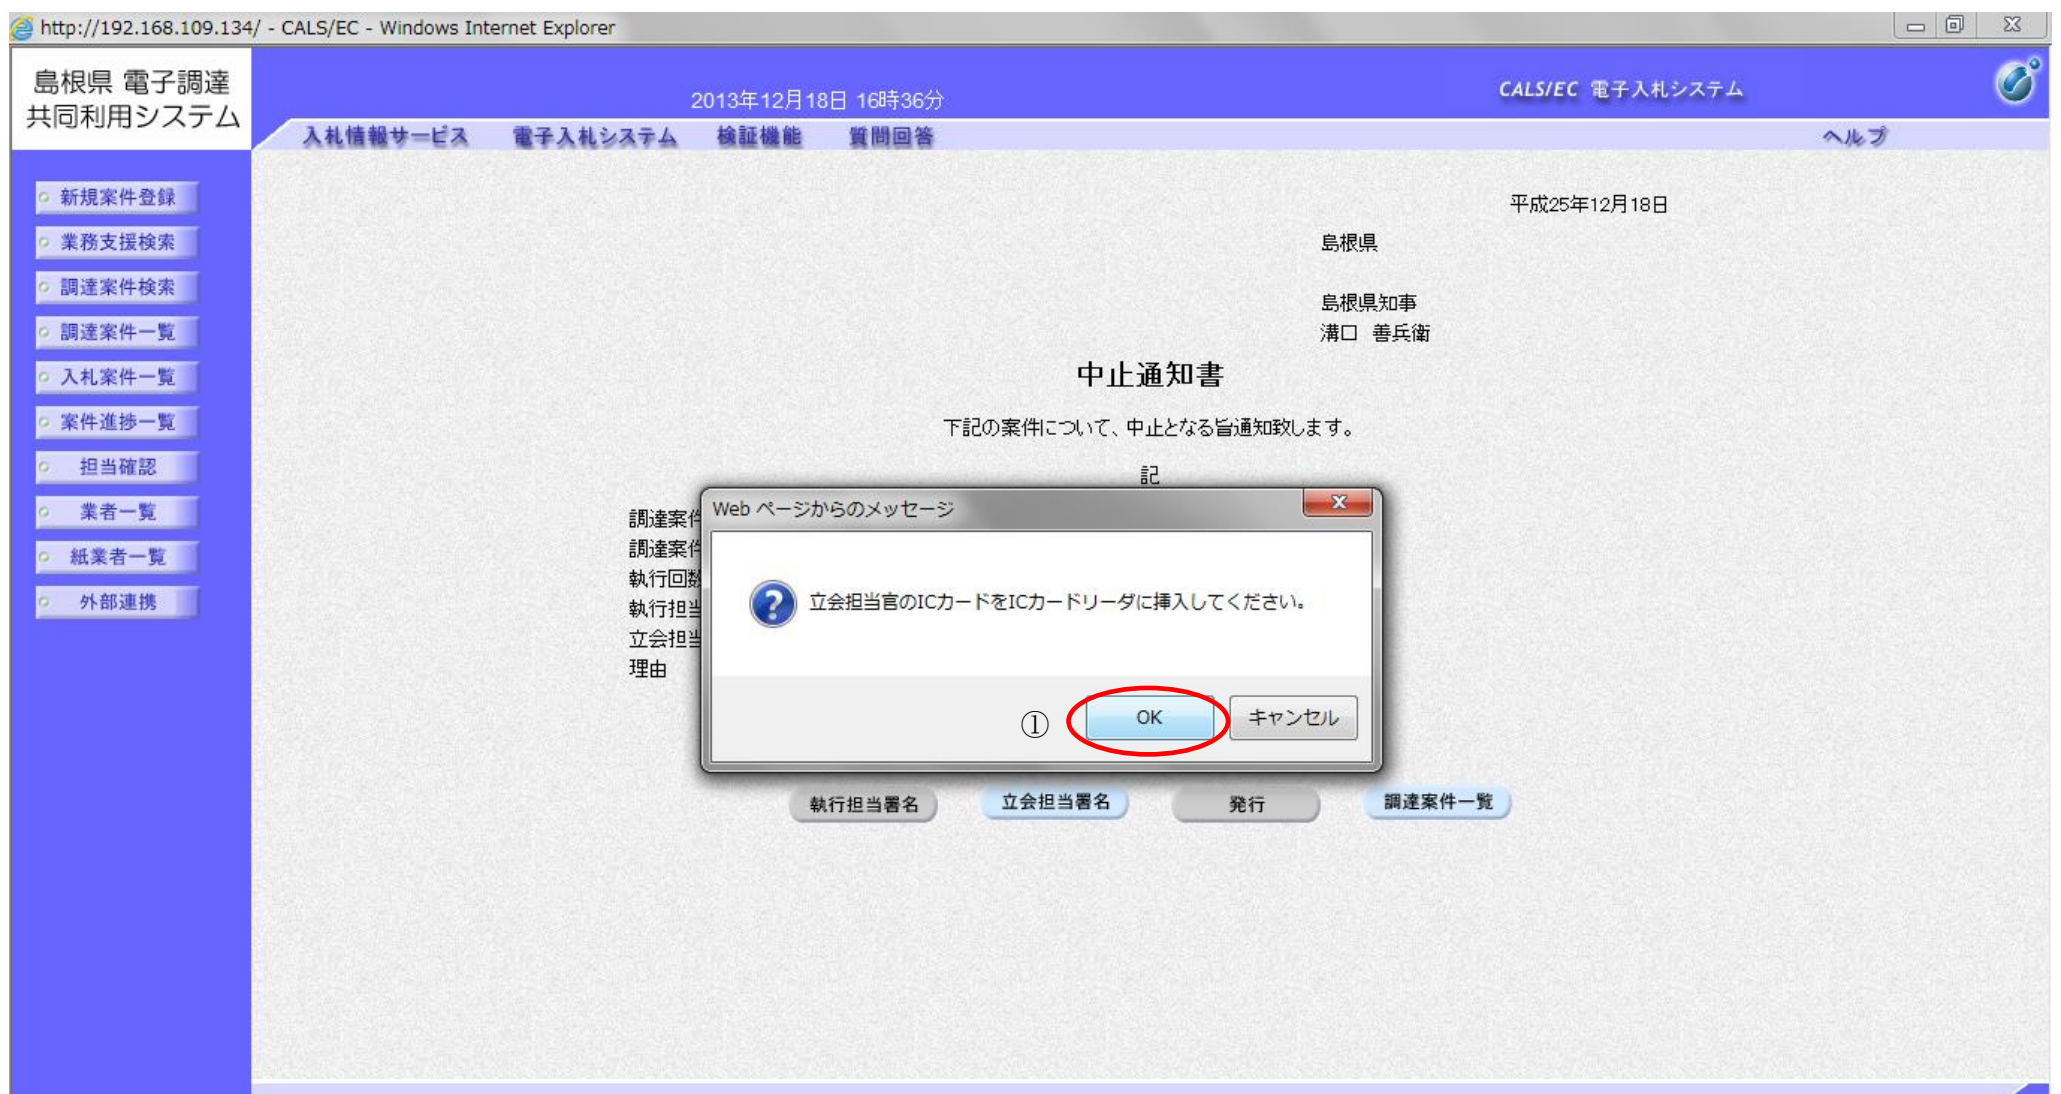 http://192.168.109.134/ - CALS/EC - Windows Internet Explorer
島根県 電子調達
共同利用システム
2013年12月18日 16時36分
CALS/EC 電子入札システム
入札情報サービス 電子入札システム 検証機能 質問回答 ヘルプ
新規案件登録
業務支援検索
調達案件検索
調達案件一覧
入札案件一覧
案件進捗一覧
担当確認
業者一覧
紙業者一覧
外部連携
平成25年12月18日
島根県
島根県知事
溝口 善兵衛
中止通知書
下記の案件について、中止となる旨通知致します。
記
調達案件
調達案件
執行回数
執行担当
立会担当
理由
Web ページからのメッセージ
立会担当官のICカードをICカードリーダに挿入してください。
① OK キャンセル
執行担当署名 立会担当署名 発行 調達案件一覧